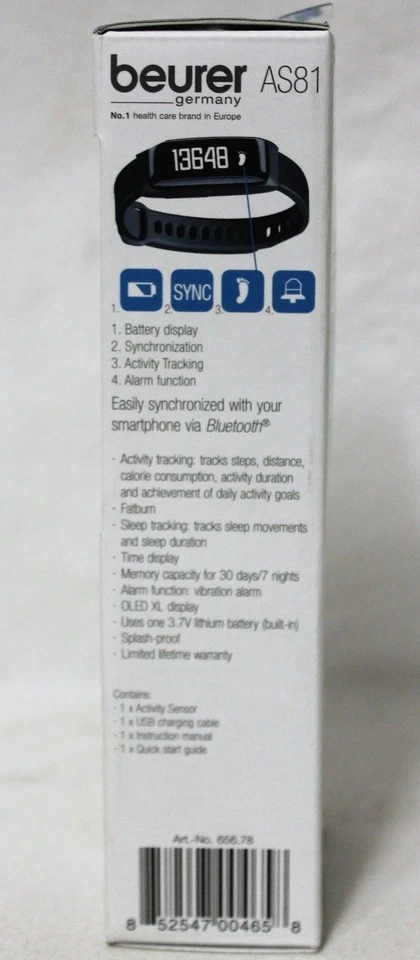 beurer AS81
germany
No.1 health care brand in Europe
13648
SYNC
1. 2. 3. 4.
1. Battery display
2. Synchronization
3. Activity Tracking
4. Alarm function
Easily synchronized with your
smartphone via Bluetooth®
· Activity tracking: tracks steps, distance,
calorie consumption, activity duration
and achievement of daily activity goals
· Fatburn
· Sleep tracking: tracks sleep movements
and sleep duration
· Time display
· Memory capacity for 30 days/7 nights
· Alarm function: vibration alarm
· OLED XL display
· Uses one 3.7V lithium battery (built-in)
· Splash-proof
· Limited lifetime warranty
Contains:
· 1 x Activity Sensor
· 1 x USB charging cable
· 1 x Instruction manual
· 1 x Quick start guide
Art.-No. 656.78
8 52547 00465 8